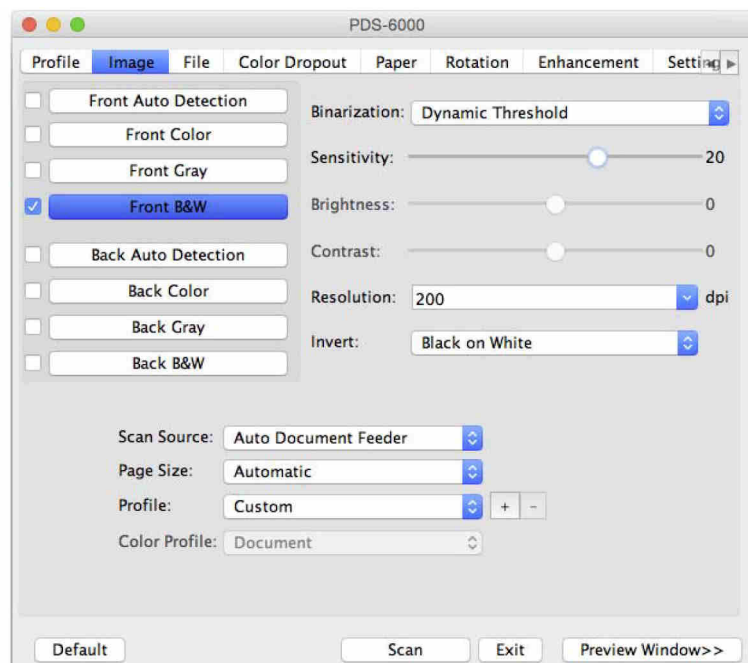 PDS-6000
Profile Image File Color Dropout Paper Rotation Enhancement Setting
Front Auto Detection
Front Color
Front Gray
Front B&W
Back Auto Detection
Back Color
Back Gray
Back B&W
Binarization: Dynamic Threshold
Sensitivity: 20
Brightness: 0
Contrast: 0
Resolution: 200 dpi
Invert: Black on White
Scan Source: Auto Document Feeder
Page Size: Automatic
Profile: Custom + -
Color Profile: Document
Default Scan Exit Preview Window>>